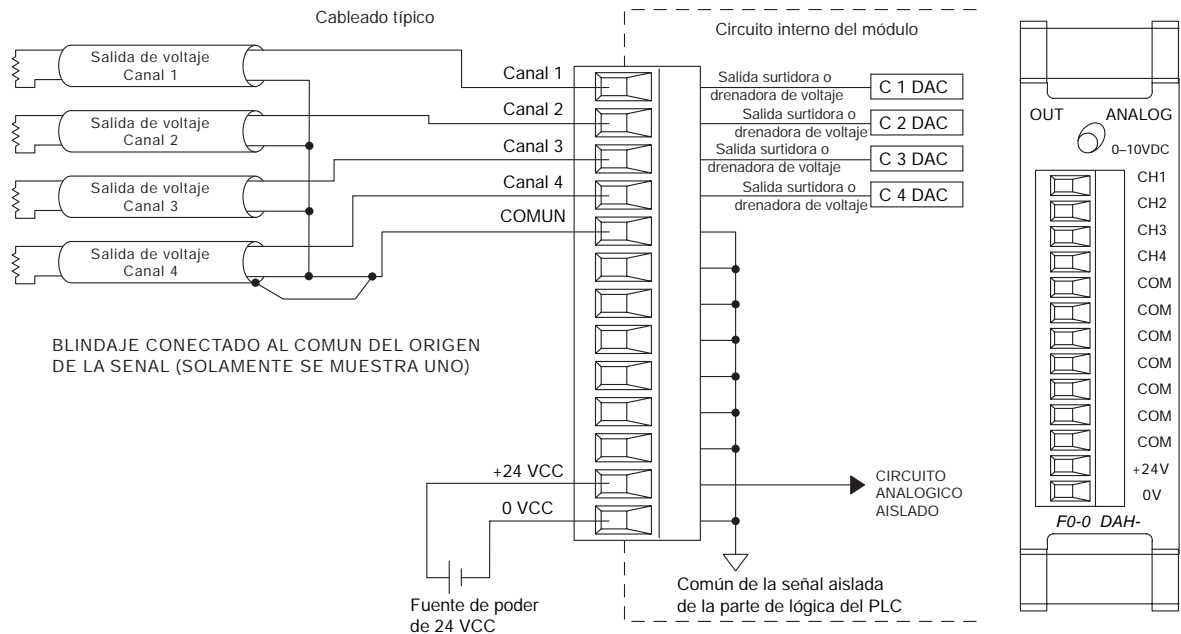 Cableado típico
Circuito interno del módulo
Salida de voltaje
Canal 1
Salida de voltaje
Canal 2
Salida de voltaje
Canal 3
Salida de voltaje
Canal 4
BLINDAJE CONECTADO AL COMUN DEL ORIGEN
DE LA SENAL (SOLAMENTE SE MUESTRA UNO)
Canal 1
Canal 2
Canal 3
Canal 4
COMUN
+24 VCC
0 VCC
Fuente de poder
de 24 VCC
Salida surtidora o
drenadora de voltaje
C 1 DAC
Salida surtidora o
drenadora de voltaje
C 2 DAC
Salida surtidora o
drenadora de voltaje
C 3 DAC
Salida surtidora o
drenadora de voltaje
C 4 DAC
CIRCUITO
ANALOGICO
AISLADO
Común de la señal aislada
de la parte de lógica del PLC
OUT ANALOG
0–10VDC
CH1
CH2
CH3
CH4
COM
COM
COM
COM
COM
COM
COM
+24V
0V
F0-0 DAH-